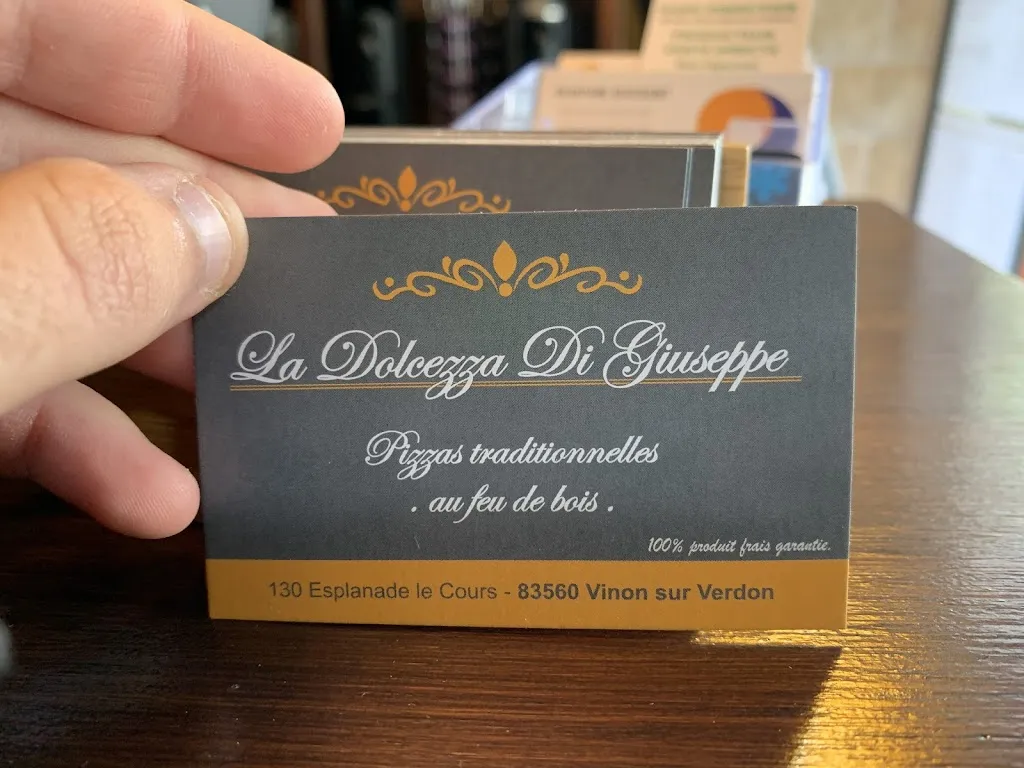 La Dolcezza Di Giuseppe
Pizzas traditionnelles
. au feu de bois .
100% produit frais garantie.
130 Esplanade le Cours - 83560 Vinon sur Verdon